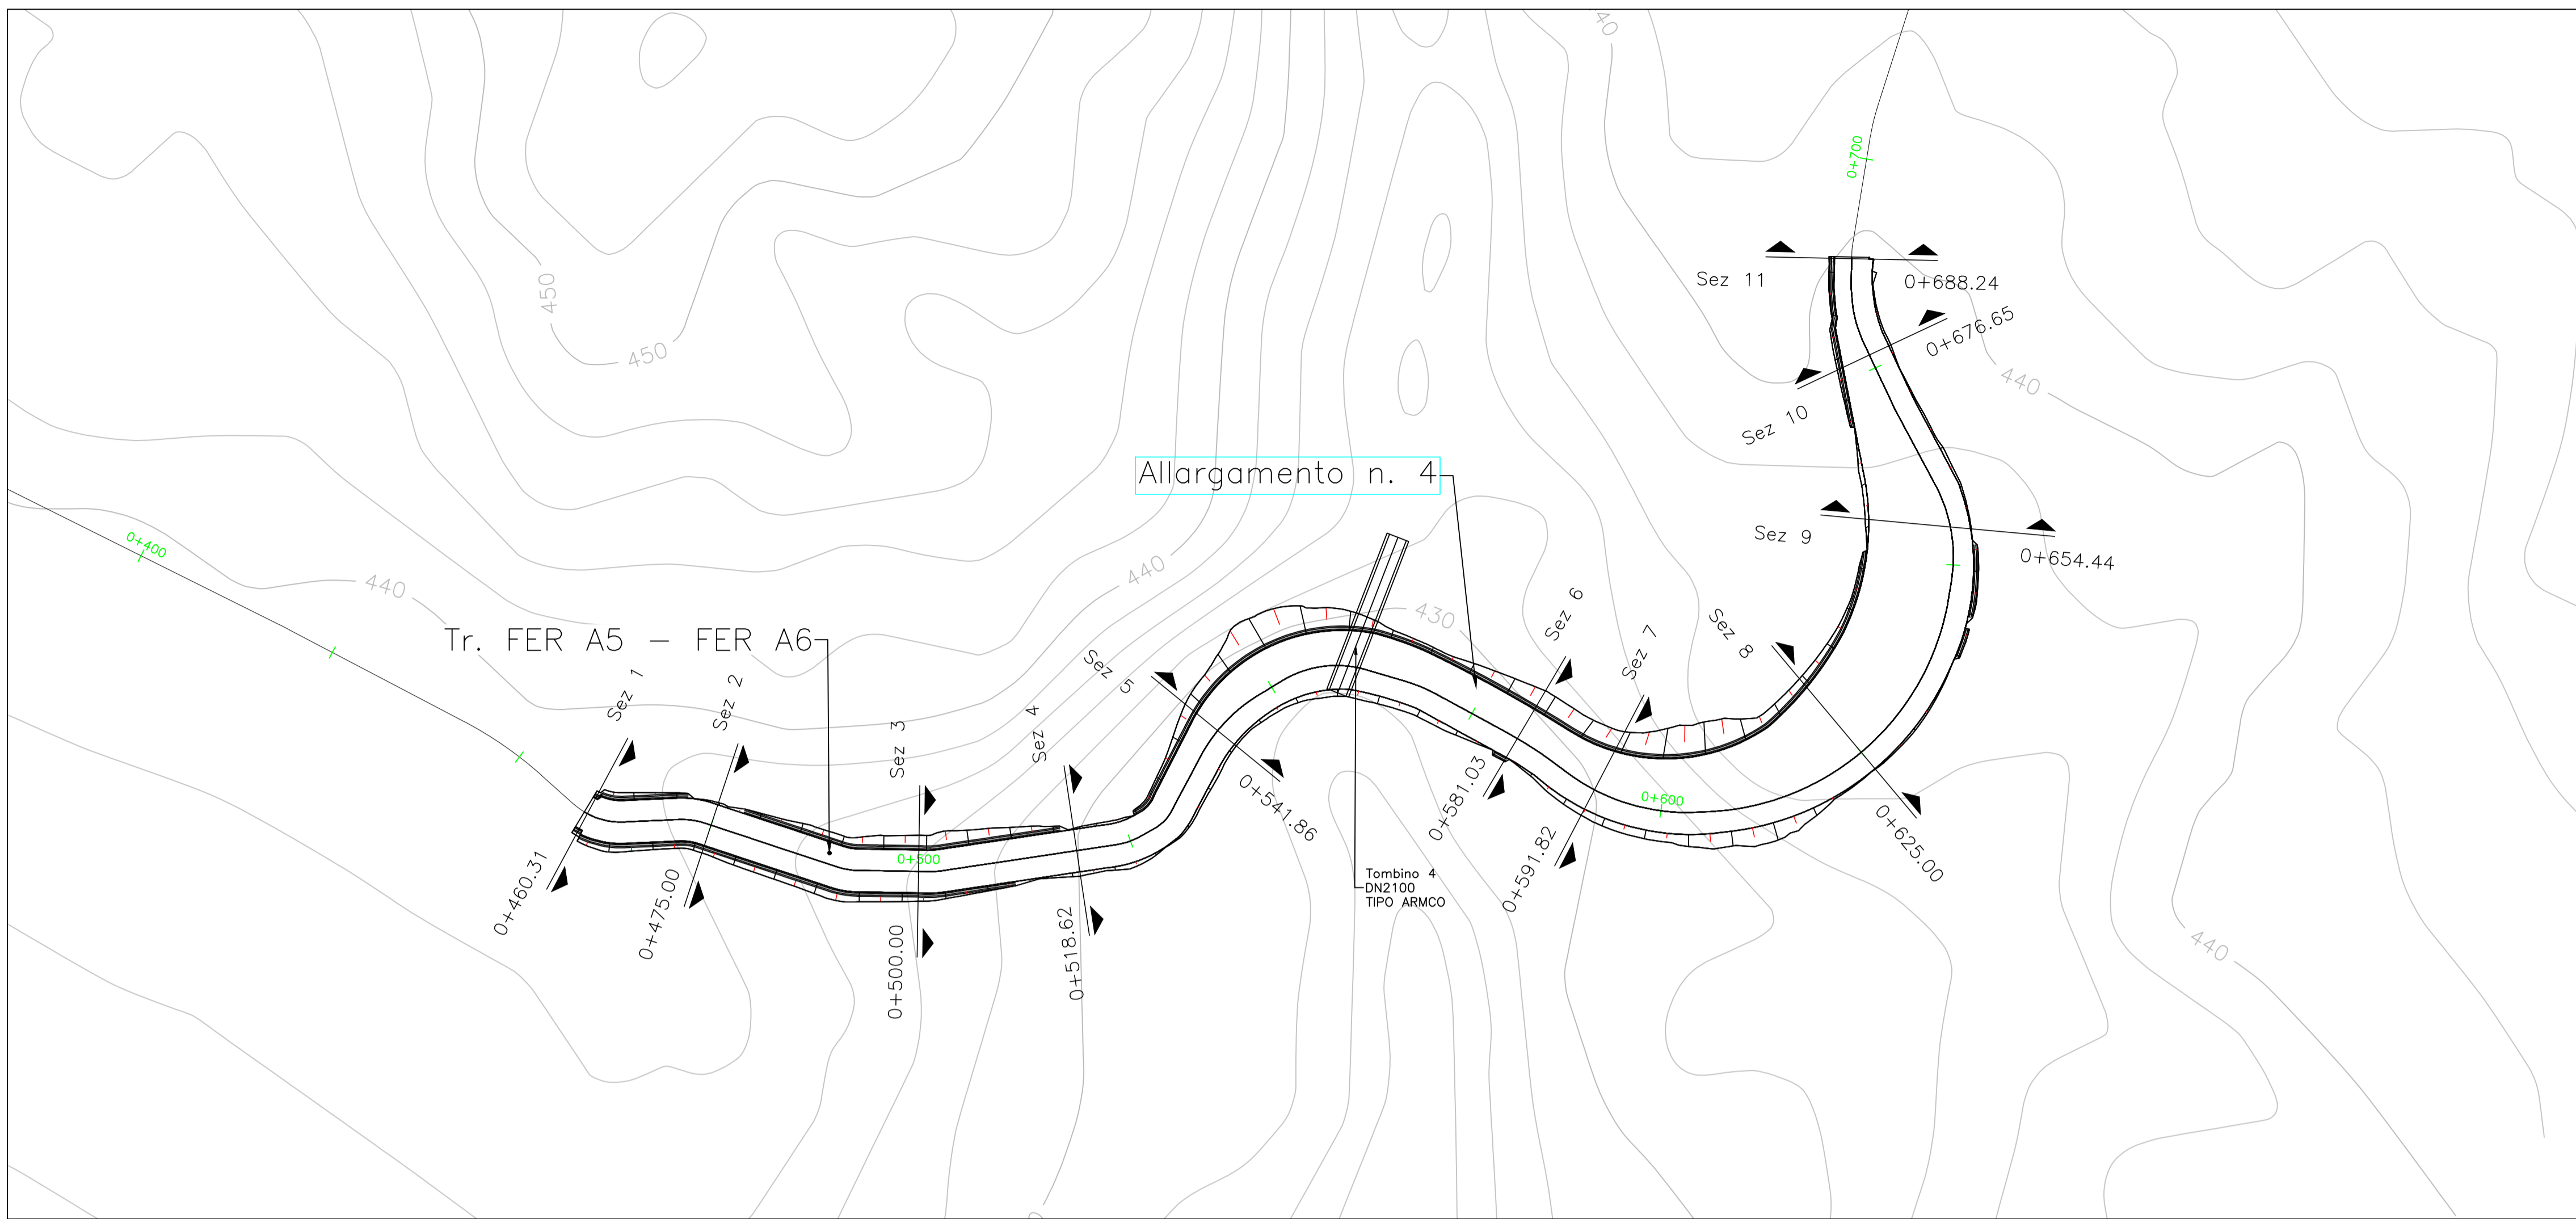 40
0+700
450
450
Sez 11
0+688.24
0+676.65
440
Sez 10
Allargamento n. 4
0+400
440
440
Sez 9
0+654.44
430
Tr. FER A5 – FER A6
Sez 1
Sez 2
Sez 3
Sez 4
Sez 5
Sez 6
Sez 7
Sez 8
0+541.86
0+581.03
0+600
0+591.82
0+625.00
0+500
0+460.31
0+475.00
0+500.00
0+518.62
Tombino 4
DN2100
TIPO ARMCO
440